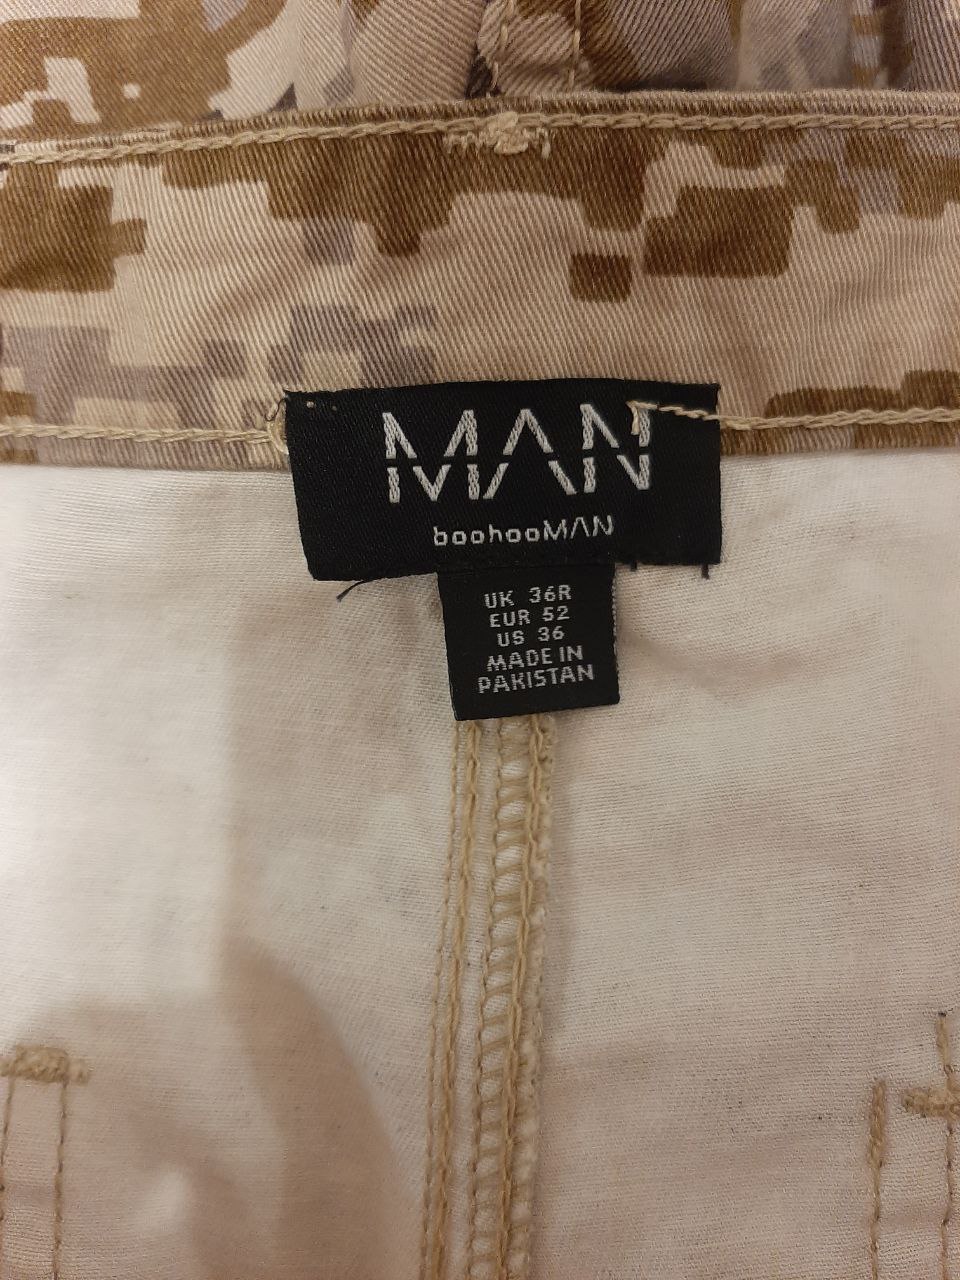 MAN
boohooMAN
UK 36R
EUR 52
US 36
MADE IN
PAKISTAN